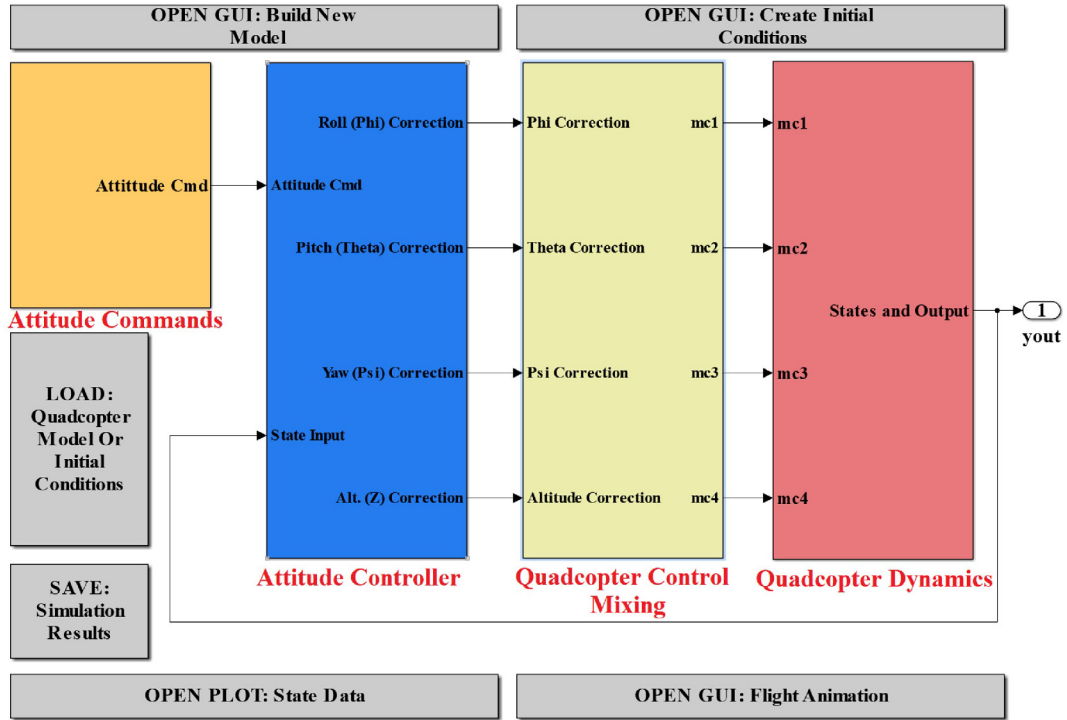 OPEN GUI: Build New
Model
OPEN GUI: Create Initial
Conditions
Attittude Cmd
Attitude Commands
Roll (Phi) Correction
Attitude Cmd
Pitch (Theta) Correction
Yaw (Psi) Correction
State Input
Alt. (Z) Correction
Attitude Controller
Phi Correction
mc1
Theta Correction
mc2
Psi Correction
mc3
Altitude Correction
mc4
Quadcopter Control
Mixing
mc1
mc2
States and Output
mc3
mc4
Quadcopter Dynamics
1
yout
LOAD:
Quadcopter
Model Or
Initial
Conditions
SAVE:
Simulation
Results
OPEN PLOT: State Data
OPEN GUI: Flight Animation